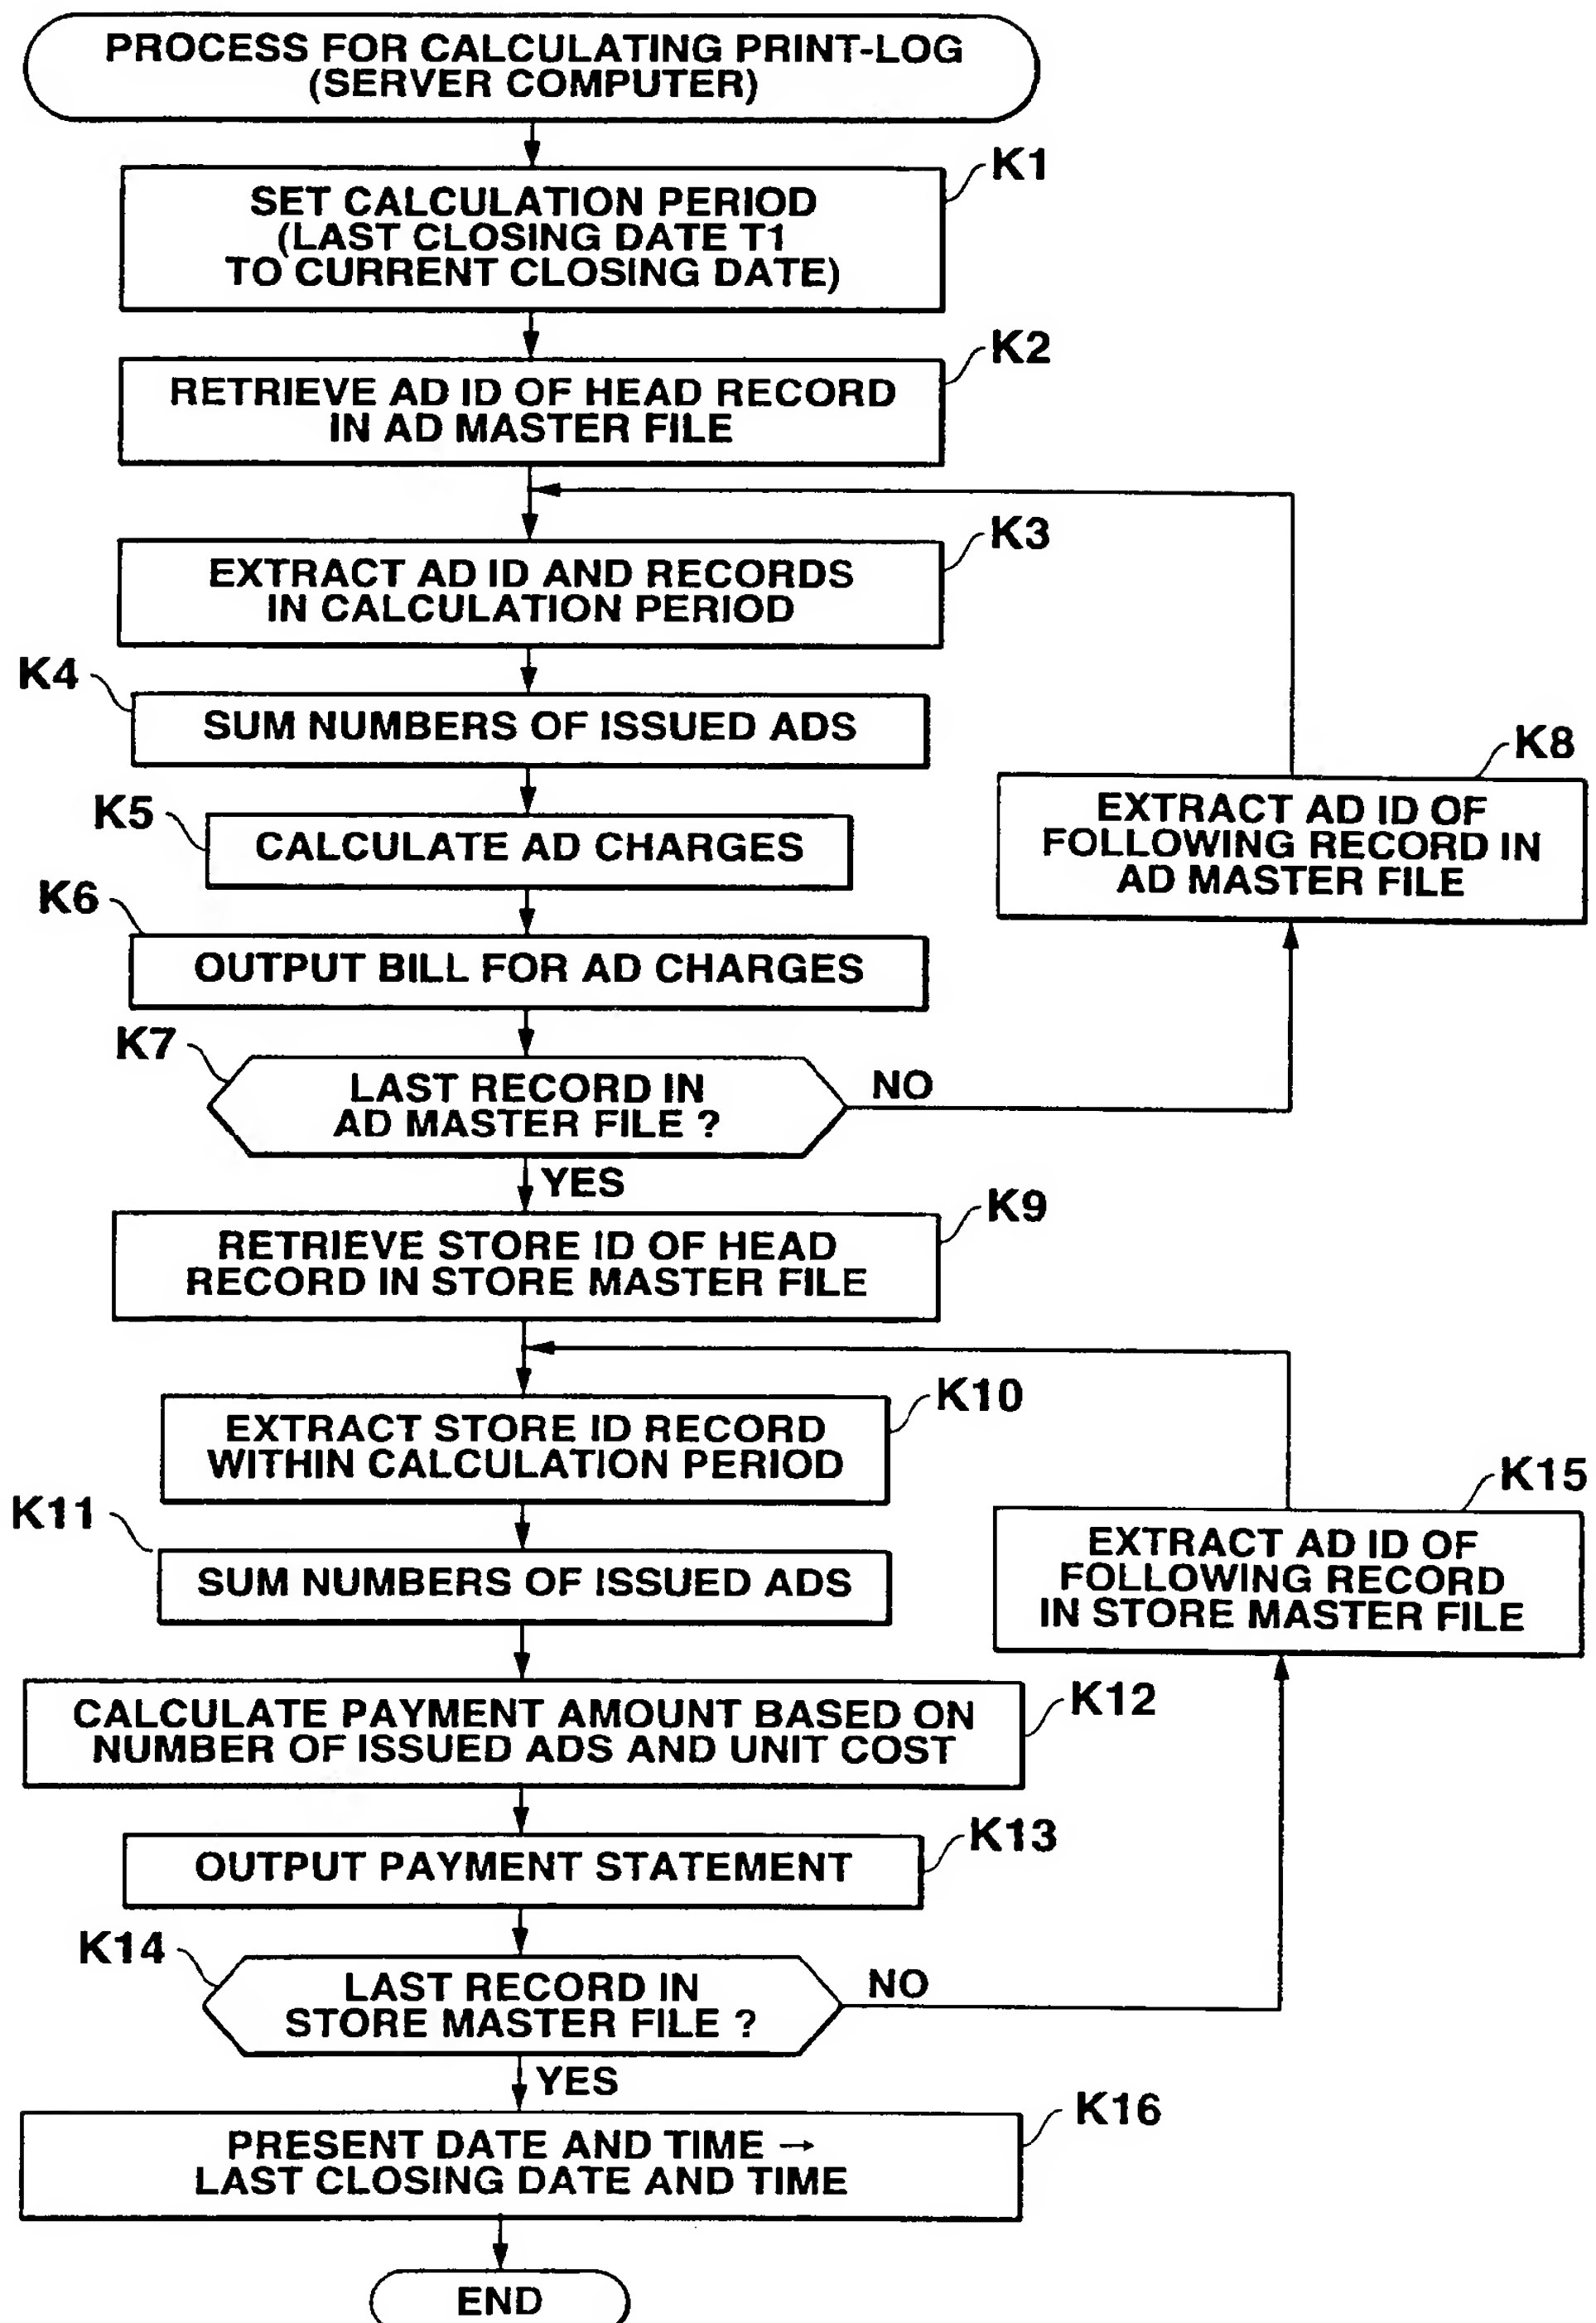 PROCESS FOR CALCULATING PRINT-LOG
(SERVER COMPUTER)
K1
SET CALCULATION PERIOD
(LAST CLOSING DATE T1
TO CURRENT CLOSING DATE)
K2
RETRIEVE AD ID OF HEAD RECORD
IN AD MASTER FILE
K3
EXTRACT AD ID AND RECORDS
IN CALCULATION PERIOD
K4
SUM NUMBERS OF ISSUED ADS
K5
CALCULATE AD CHARGES
K6
OUTPUT BILL FOR AD CHARGES
K7
LAST RECORD IN
AD MASTER FILE ?
NO
K8
EXTRACT AD ID OF
FOLLOWING RECORD IN
AD MASTER FILE
YES
K9
RETRIEVE STORE ID OF HEAD
RECORD IN STORE MASTER FILE
K10
EXTRACT STORE ID RECORD
WITHIN CALCULATION PERIOD
K11
SUM NUMBERS OF ISSUED ADS
K12
CALCULATE PAYMENT AMOUNT BASED ON
NUMBER OF ISSUED ADS AND UNIT COST
K13
OUTPUT PAYMENT STATEMENT
K14
LAST RECORD IN
STORE MASTER FILE ?
NO
K15
EXTRACT AD ID OF
FOLLOWING RECORD
IN STORE MASTER FILE
YES
K16
PRESENT DATE AND TIME →
LAST CLOSING DATE AND TIME
END